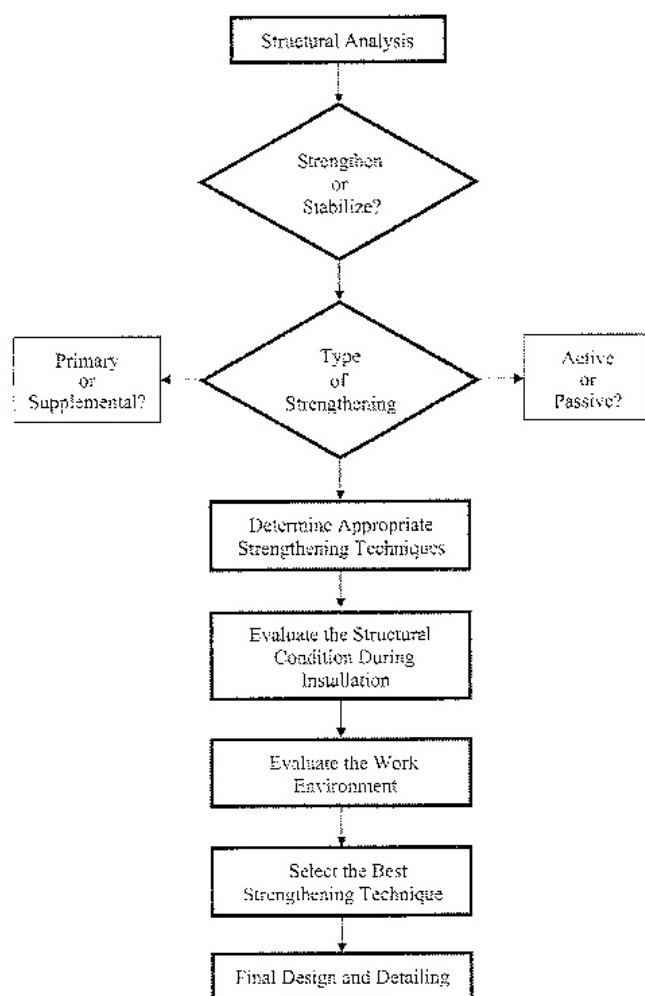 Structural Analysis
Strengthen
or
Stabilize?
Primary
or
Supplemental?
Type
of
Strengthening
Active
or
Passive?
Determine Appropriate
Strengthening Techniques
Evaluate the Structural
Condition During
Installation
Evaluate the Work
Environment
Select the Best
Strengthening Technique
Final Design and Detailing